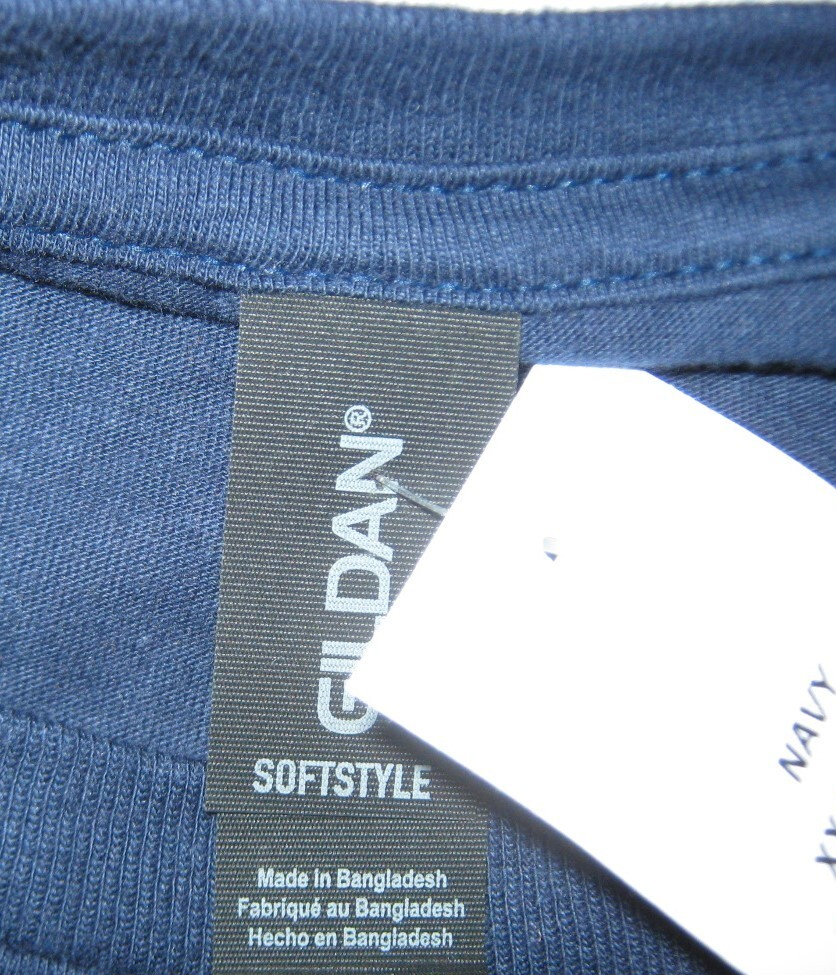 GILDAN®
SOFTSTYLE
Made in Bangladesh
Fabriqué au Bangladesh
Hecho en Bangladesh
NAVY